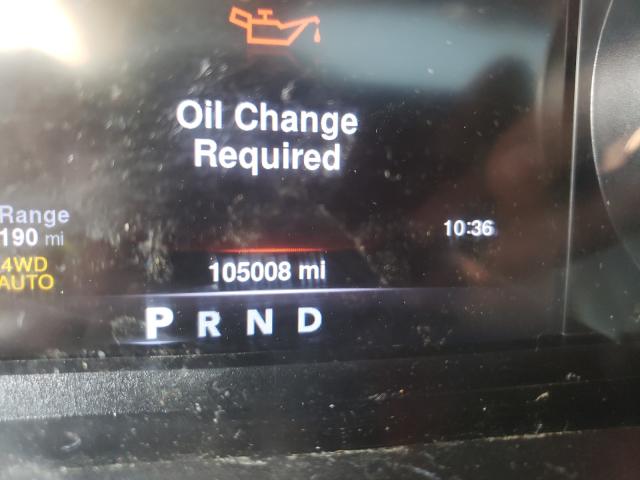 Oil Change
Required
Range
190 mi
10:36
4WD
AUTO
105008 mi
P R N D